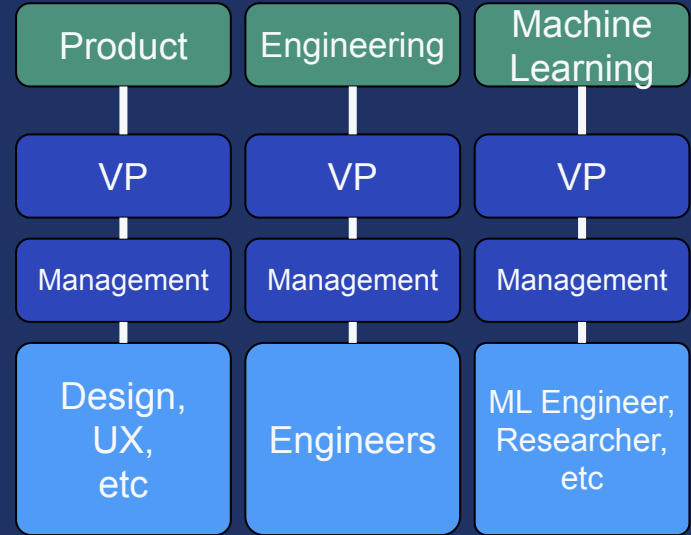 Product
Engineering
Machine
Learning
VP
VP
VP
Management
Management
Management
Design,
UX,
etc
Engineers
ML Engineer,
Researcher,
etc